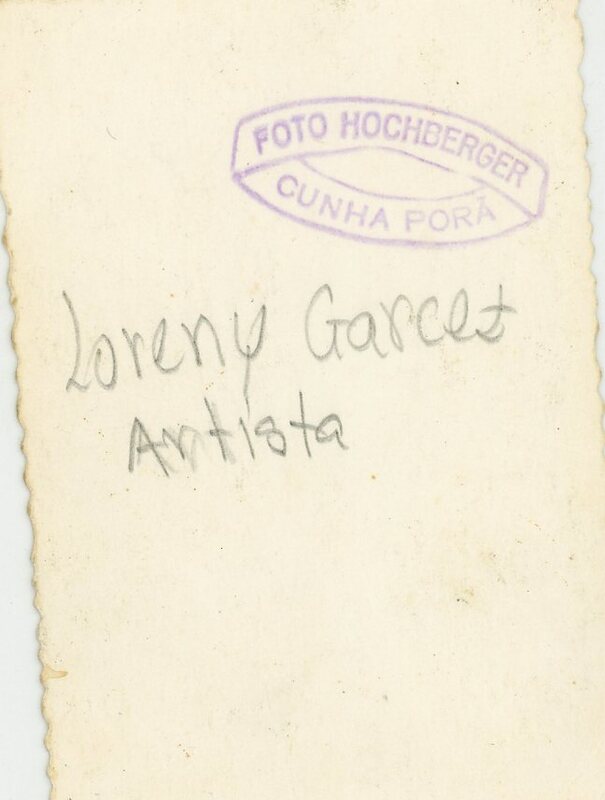 FOTO HOCHBERGER
CUNHA PORÃ
Loreny Garcez
Artista